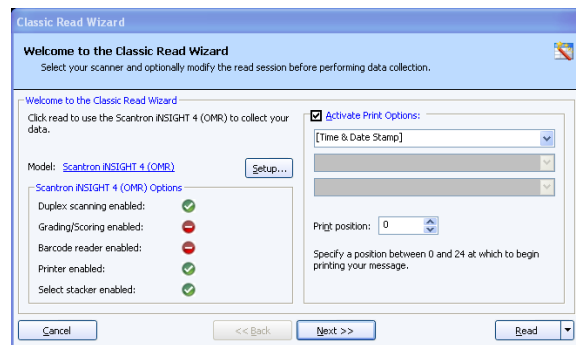 Classic Read Wizard
Welcome to the Classic Read Wizard
Select your scanner and optionally modify the read session before performing data collection.
Welcome to the Classic Read Wizard
Click read to use the Scantron iNSIGHT 4 (OMR) to collect your
data.
Model: Scantron iNSIGHT 4 (OMR)
Setup...
Scantron iNSIGHT 4 (OMR) Options
Duplex scanning enabled:
Grading/Scoring enabled:
Barcode reader enabled:
Printer enabled:
Select stacker enabled:
Activate Print Options:
[Time & Date Stamp]
Print position: 0
Specify a position between 0 and 24 at which to begin
printing your message.
Cancel
<< Back
Next >>
Read